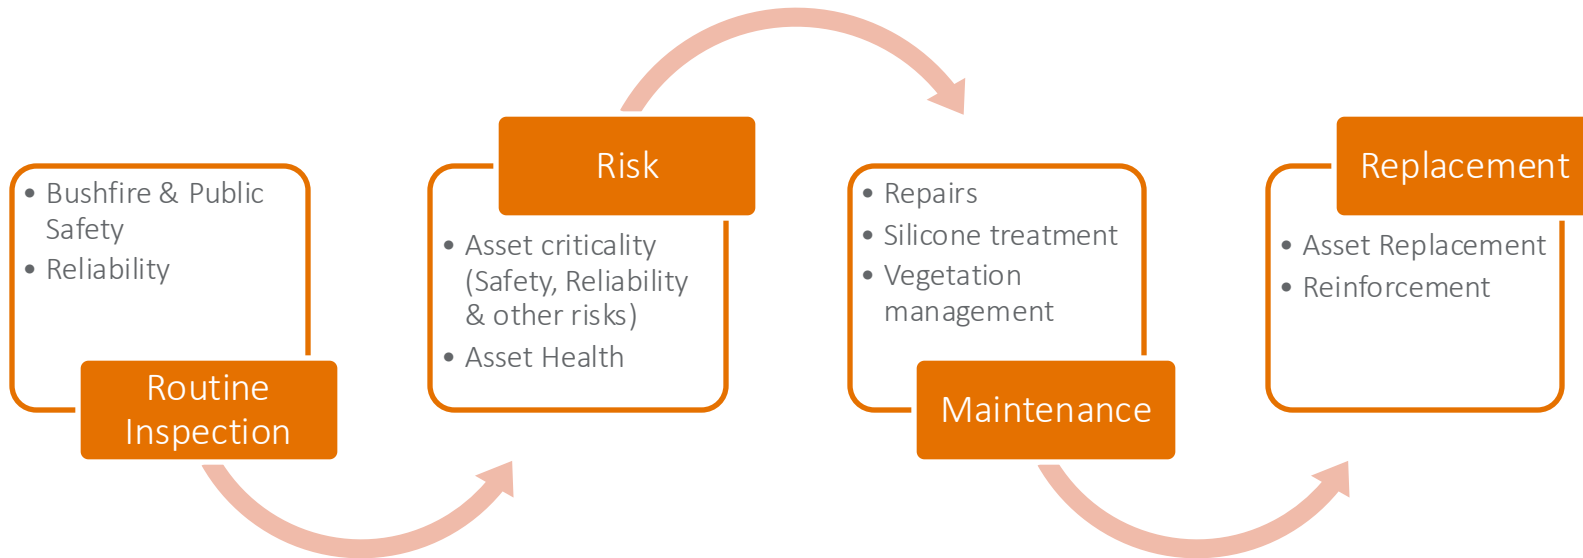 • Bushfire & Public
Safety
• Reliability
Routine
Inspection
Risk
• Asset criticality
(Safety, Reliability
& other risks)
• Asset Health
• Repairs
• Silicone treatment
• Vegetation
management
Maintenance
Replacement
• Asset Replacement
• Reinforcement